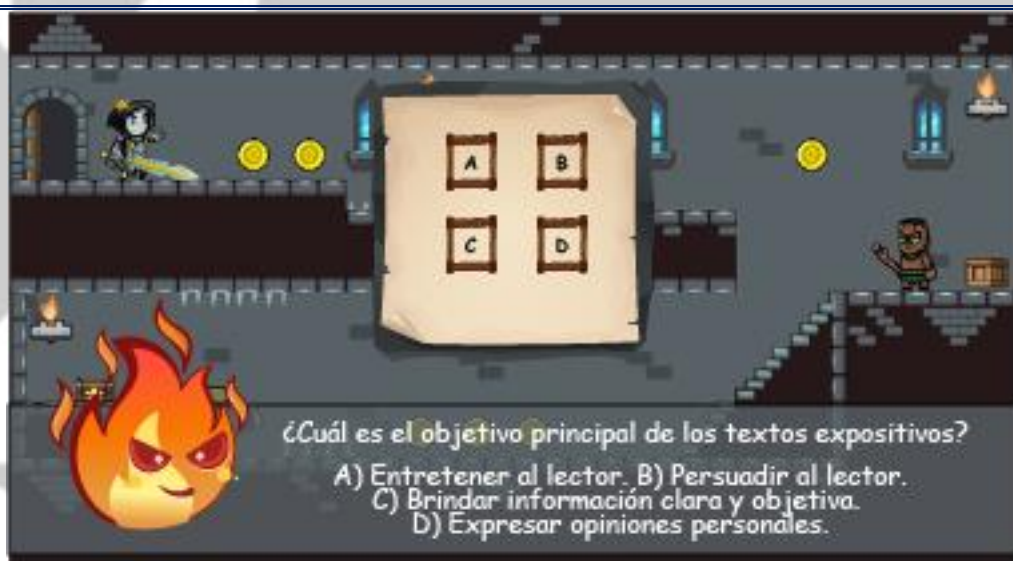 A B
C D
¿Cuál es el objetivo principal de los textos expositivos?
A) Entretener al lector. B) Persuadir al lector.
C) Brindar información clara y objetiva.
D) Expresar opiniones personales.